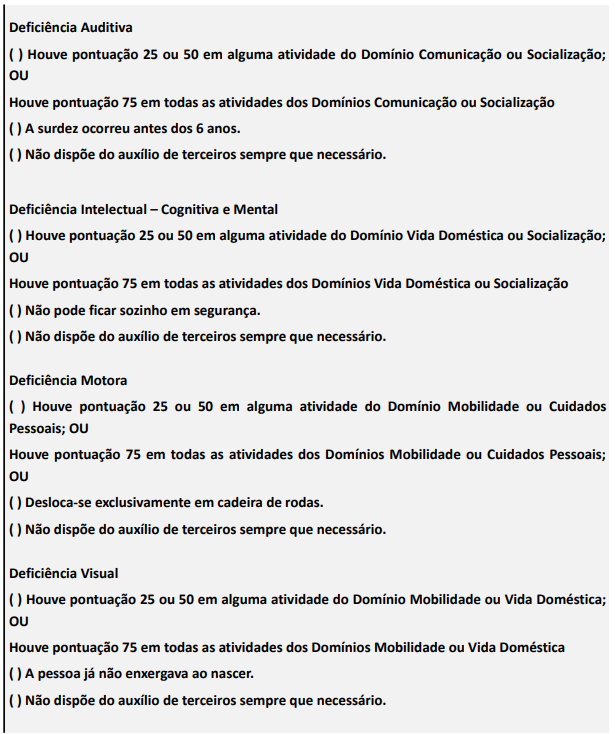 Deficiência Auditiva
( ) Houve pontuação 25 ou 50 em alguma atividade do Domínio Comunicação ou Socialização;
OU
Houve pontuação 75 em todas as atividades dos Domínios Comunicação ou Socialização
( ) A surdez ocorreu antes dos 6 anos.
( ) Não dispõe do auxílio de terceiros sempre que necessário.
Deficiência Intelectual – Cognitiva e Mental
( ) Houve pontuação 25 ou 50 em alguma atividade do Domínio Vida Doméstica ou Socialização;
OU
Houve pontuação 75 em todas as atividades dos Domínios Vida Doméstica ou Socialização
( ) Não pode ficar sozinho em segurança.
( ) Não dispõe do auxílio de terceiros sempre que necessário.
Deficiência Motora
( ) Houve pontuação 25 ou 50 em alguma atividade do Domínio Mobilidade ou Cuidados
Pessoais; OU
Houve pontuação 75 em todas as atividades dos Domínios Mobilidade ou Cuidados Pessoais;
OU
( ) Desloca-se exclusivamente em cadeira de rodas.
( ) Não dispõe do auxílio de terceiros sempre que necessário.
Deficiência Visual
( ) Houve pontuação 25 ou 50 em alguma atividade do Domínio Mobilidade ou Vida Doméstica;
OU
Houve pontuação 75 em todas as atividades dos Domínios Mobilidade ou Vida Doméstica
( ) A pessoa já não enxergava ao nascer.
( ) Não dispõe do auxílio de terceiros sempre que necessário.